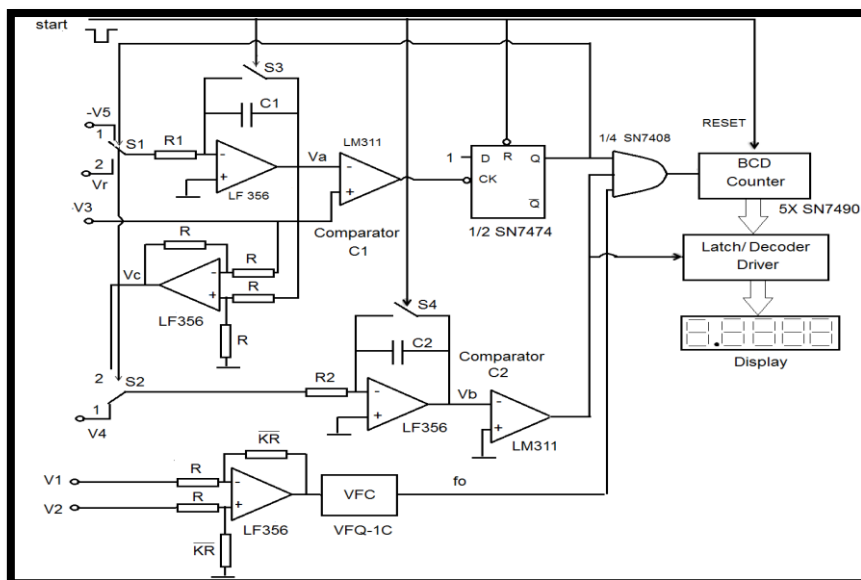 start
S3
C1
-V5
1
S1
R1
2
Vr
Va
LM311
LF 356
V3
Comparator
C1
1
D
R
Q
CK
Q
1/2 SN7474
1/4 SN7408
RESET
BCD
Counter
5X SN7490
Latch/ Decoder
Driver
8.8888
Display
R
R
R
R
Vc
LF356
S4
C2
2
S2
1
V4
R2
LF356
Vb
Comparator
C2
LM311
KR
V1
R
V2
R
KR
LF356
VFC
VFQ-1C
fo